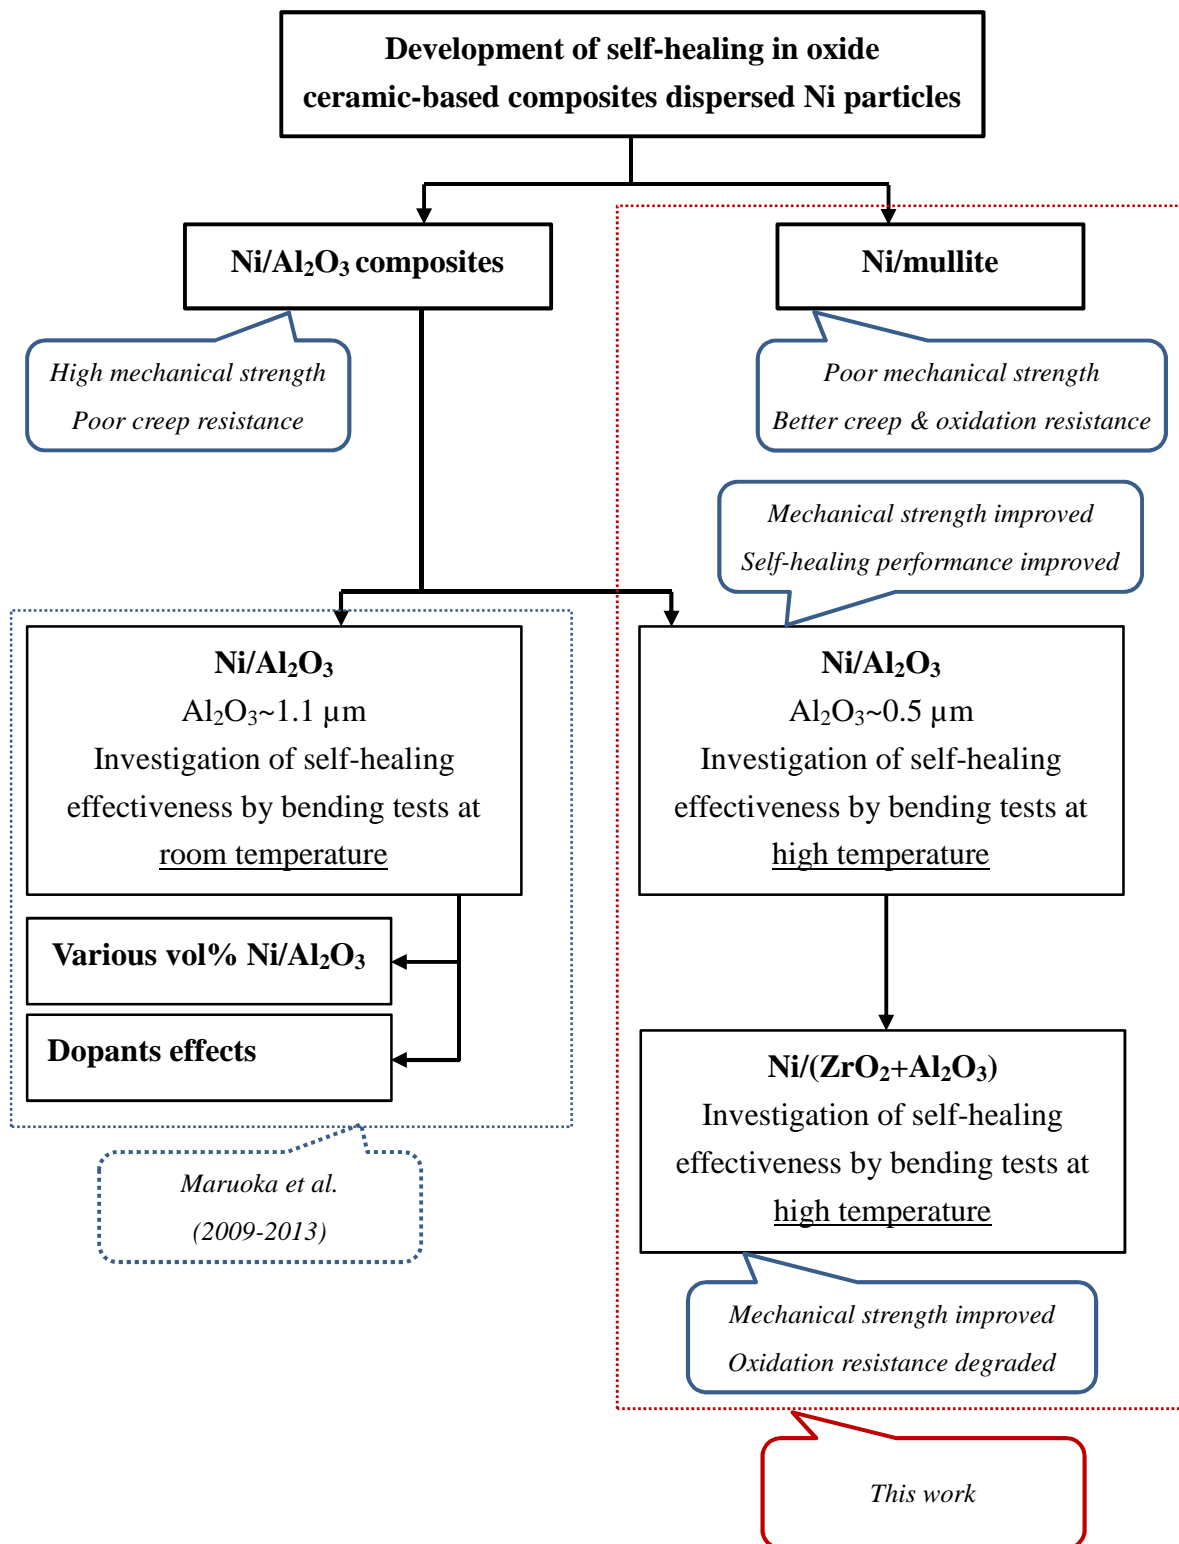 Development of self-healing in oxide
ceramic-based composites dispersed Ni particles
Ni/Al₂O₃ composites
Ni/mullite
High mechanical strength
Poor creep resistance
Poor mechanical strength
Better creep & oxidation resistance
Mechanical strength improved
Self-healing performance improved
Ni/Al₂O₃
Al₂O₃~1.1 µm
Investigation of self-healing
effectiveness by bending tests at
room temperature
Ni/Al₂O₃
Al₂O₃~0.5 µm
Investigation of self-healing
effectiveness by bending tests at
high temperature
Various vol% Ni/Al₂O₃
Dopants effects
Ni/(ZrO₂+Al₂O₃)
Investigation of self-healing
effectiveness by bending tests at
high temperature
Maruoka et al.
(2009-2013)
Mechanical strength improved
Oxidation resistance degraded
This work